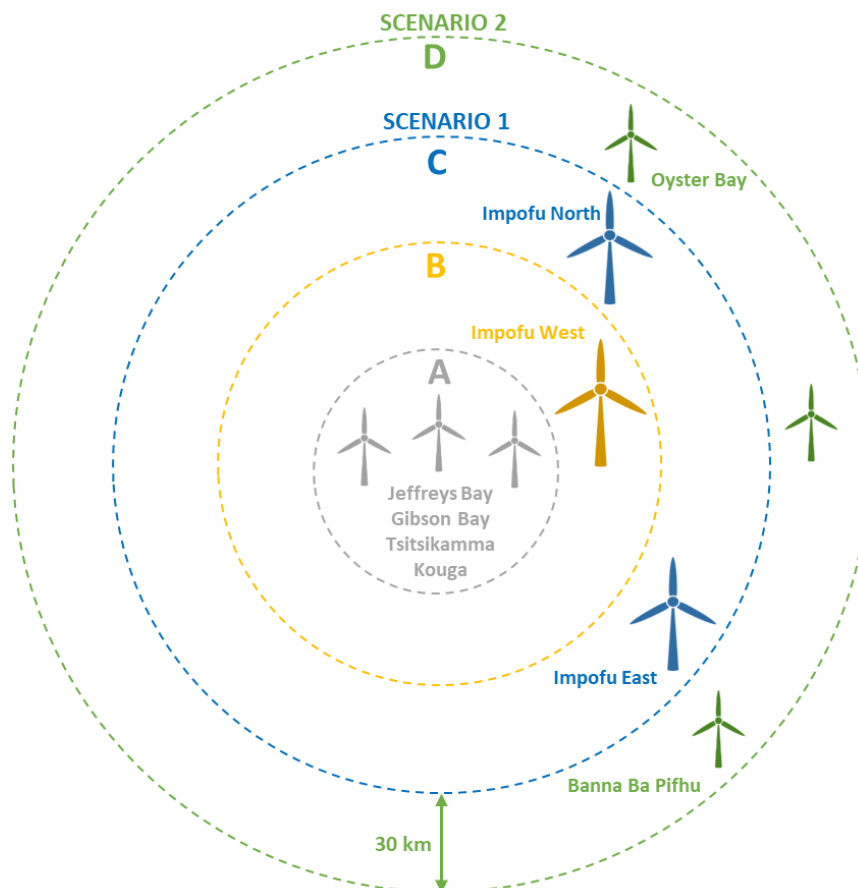 SCENARIO 2
D
SCENARIO 1
C
Oyster Bay
Impofu North
B
Impofu West
A
Jeffreys Bay
Gibson Bay
Tsitsikamma
Kouga
Impofu East
Banna Ba Pifhu
30 km